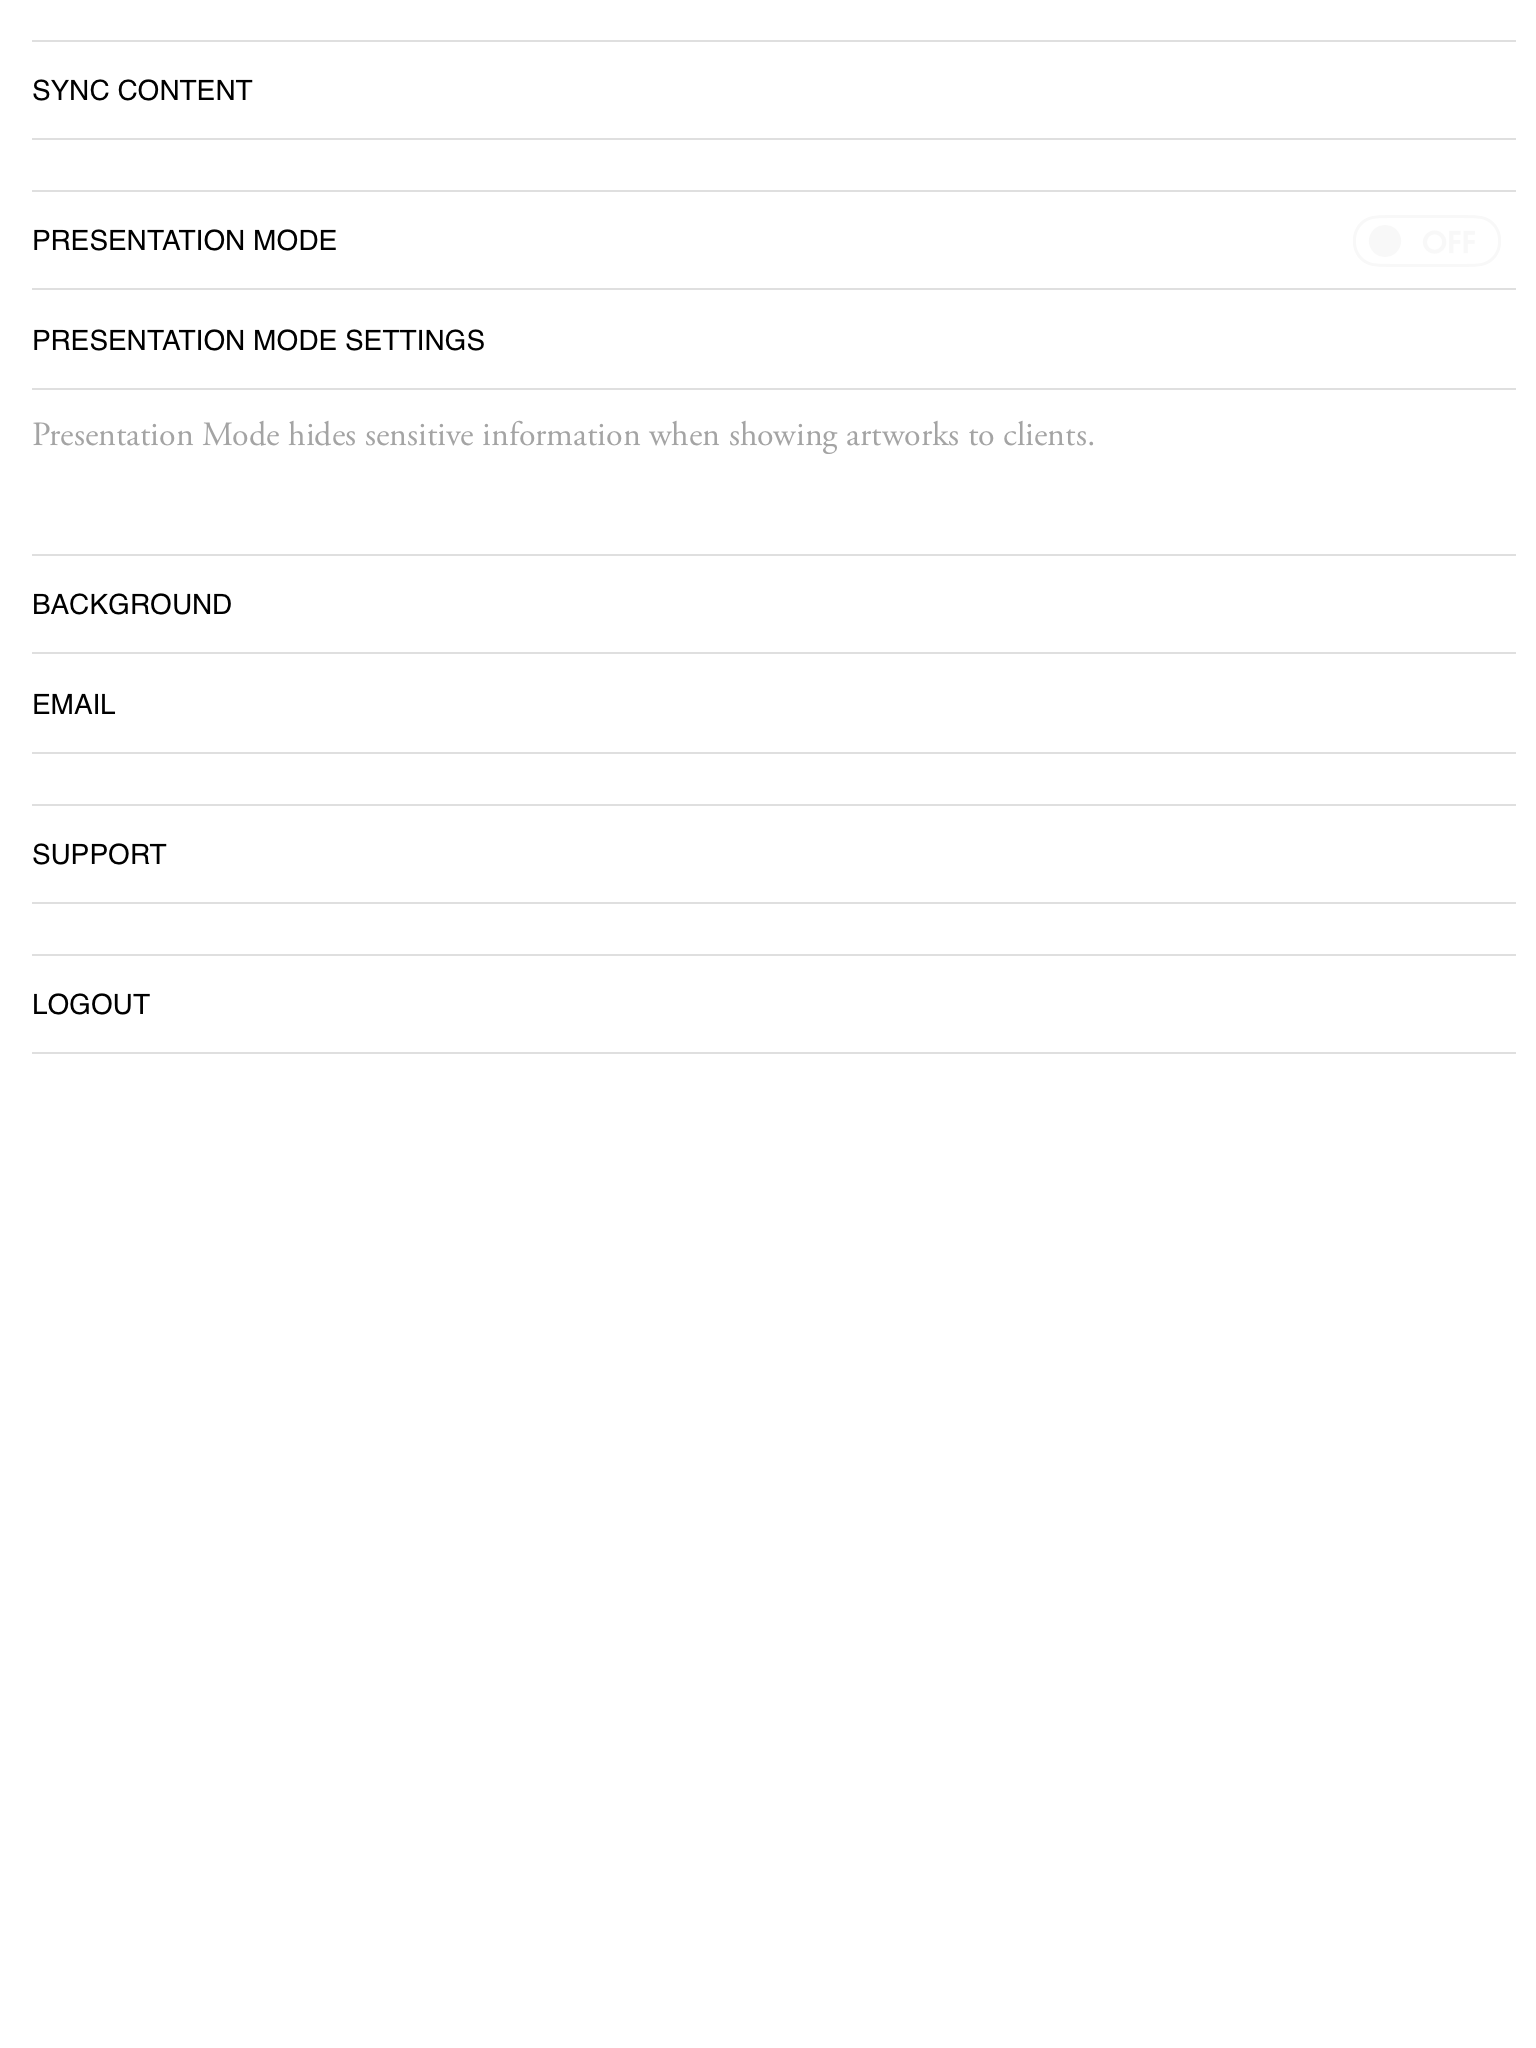 SYNC CONTENT
PRESENTATION MODE
OFF
PRESENTATION MODE SETTINGS
Presentation Mode hides sensitive information when showing artworks to clients.
BACKGROUND
EMAIL
SUPPORT
LOGOUT